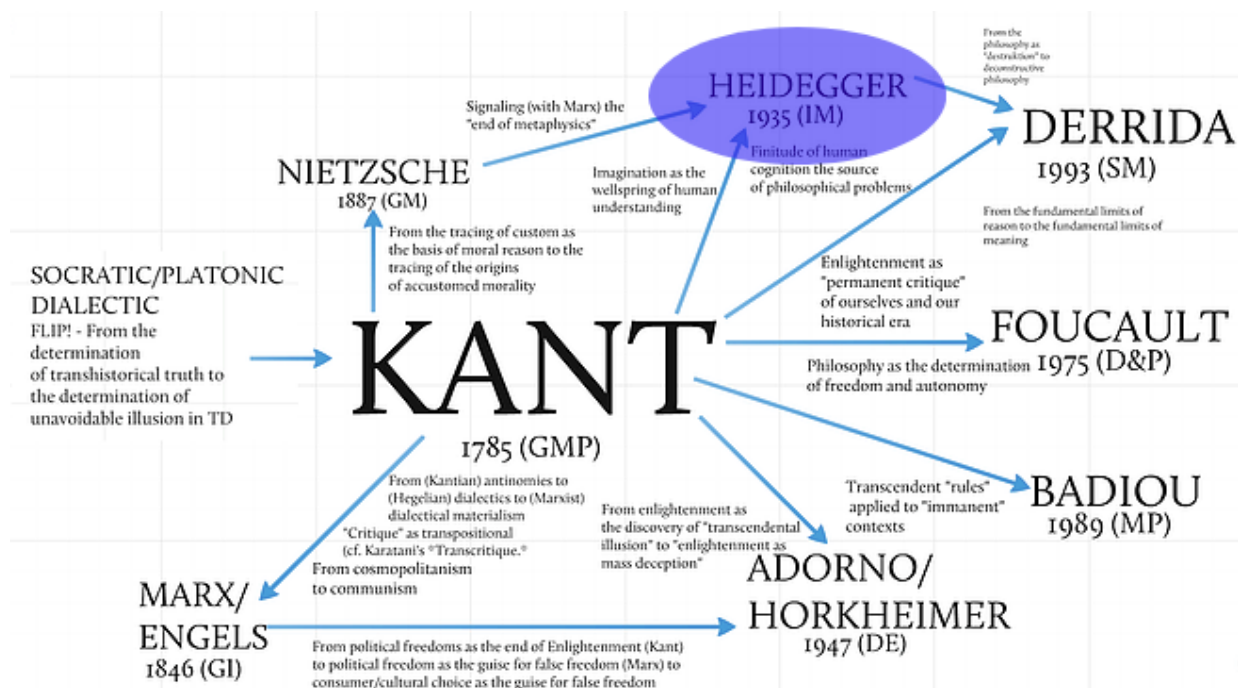 From the
philosophy as
"destruktion" to
deconstructive
philosophy
HEIDEGGER
1935 (IM)
Signaling (with Marx) the
"end of metaphysics"
DERRIDA
1993 (SM)
NIETZSCHE
1887 (GM)
Imagination as the
wellspring of human
understanding
Finitude of human
cognition the source
of philosophical problems
From the fundamental limits of
reason to the fundamental limits of
meaning
From the tracing of custom as
the basis of moral reason to the
tracing of the origins
of accustomed morality
SOCRATIC/PLATONIC
DIALECTIC
FLIP! - From the
determination
of transhistorical truth to
the determination of
unavoidable illusion in TD
Enlightenment as
"permanent critique"
of ourselves and our
historical era
KANT
1785 (GMP)
FOUCAULT
1975 (D&P)
Philosophy as the determination
of freedom and autonomy
From (Kantian) antinomies to
(Hegelian) dialectics to (Marxist)
dialectical materialism
"Critique" as transpositional
(cf. Karatani's *Transcritique.*
From cosmopolitanism
to communism
From enlightenment as
the discovery of "transcendental
illusion" to "enlightenment as
mass deception"
Transcendent "rules"
applied to "immanent"
contexts
BADIOU
1989 (MP)
MARX/
ENGELS
1846 (GI)
ADORNO/
HORKHEIMER
1947 (DE)
From political freedoms as the end of Enlightenment (Kant)
to political freedom as the guise for false freedom (Marx) to
consumer/cultural choice as the guise for false freedom